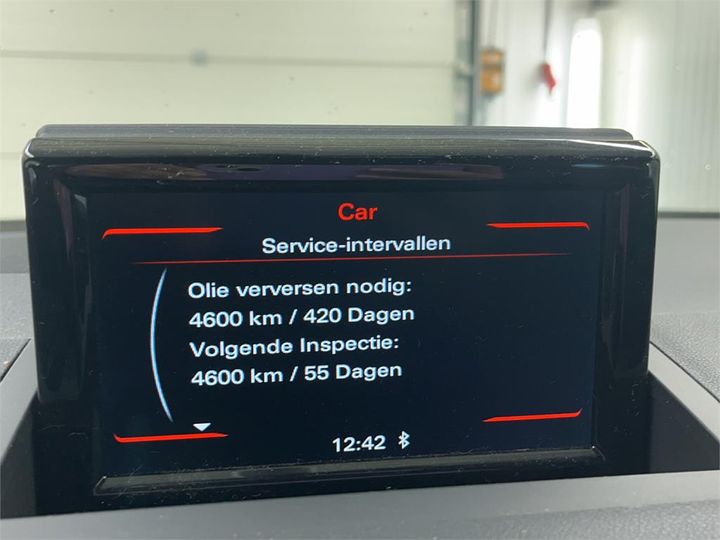 Car
Service-intervallen
Olie verversen nodig:
4600 km / 420 Dagen
Volgende Inspectie:
4600 km / 55 Dagen
12:42